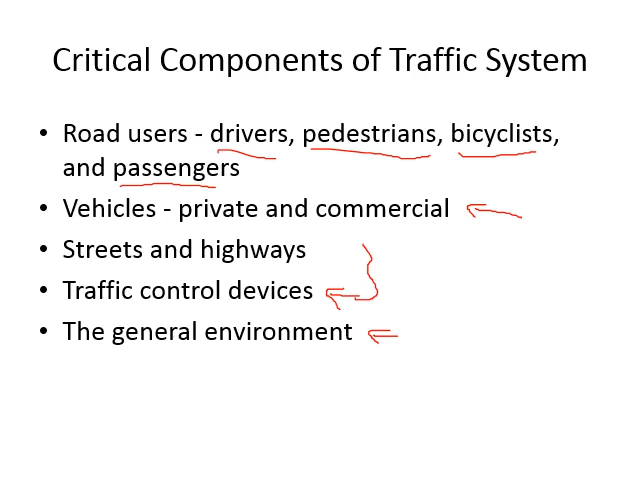 Critical Components of Traffic System
• Road users - drivers, pedestrians, bicyclists,
and passengers
• Vehicles - private and commercial
• Streets and highways
• Traffic control devices
• The general environment